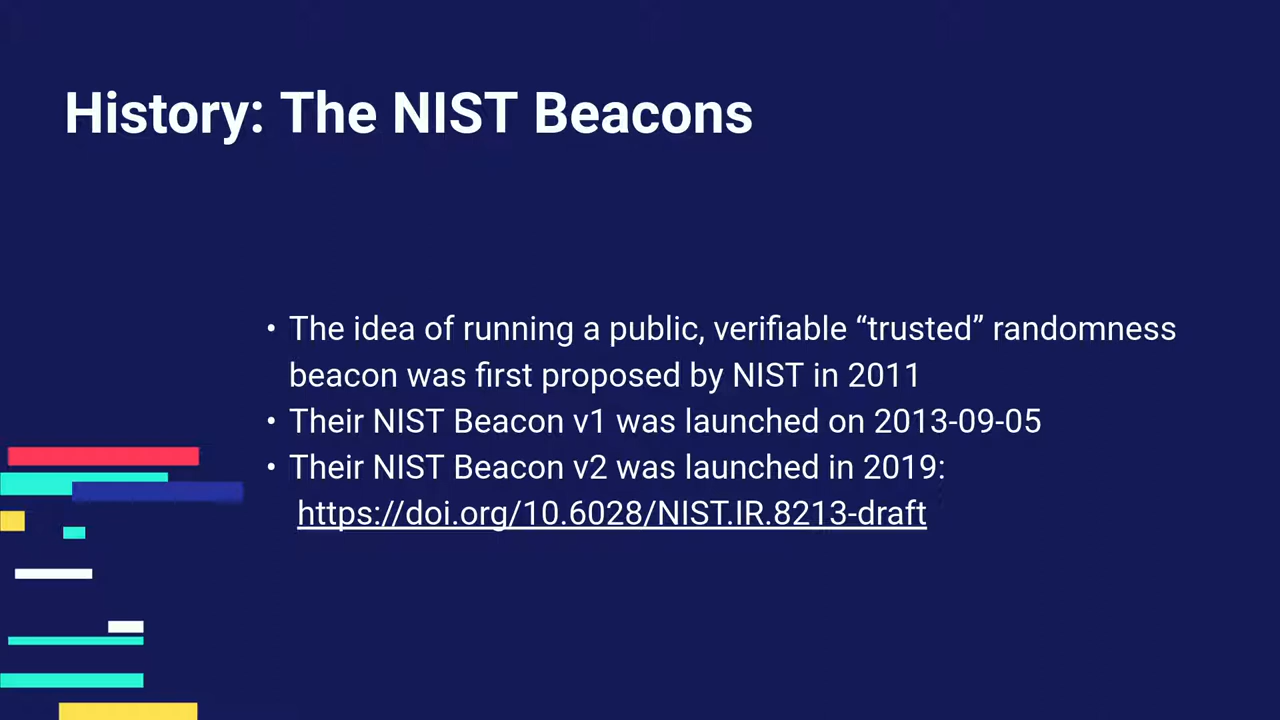 History: The NIST Beacons
• The idea of running a public, verifiable “trusted” randomness
beacon was first proposed by NIST in 2011
• Their NIST Beacon v1 was launched on 2013-09-05
• Their NIST Beacon v2 was launched in 2019:
https://doi.org/10.6028/NIST.IR.8213-draft